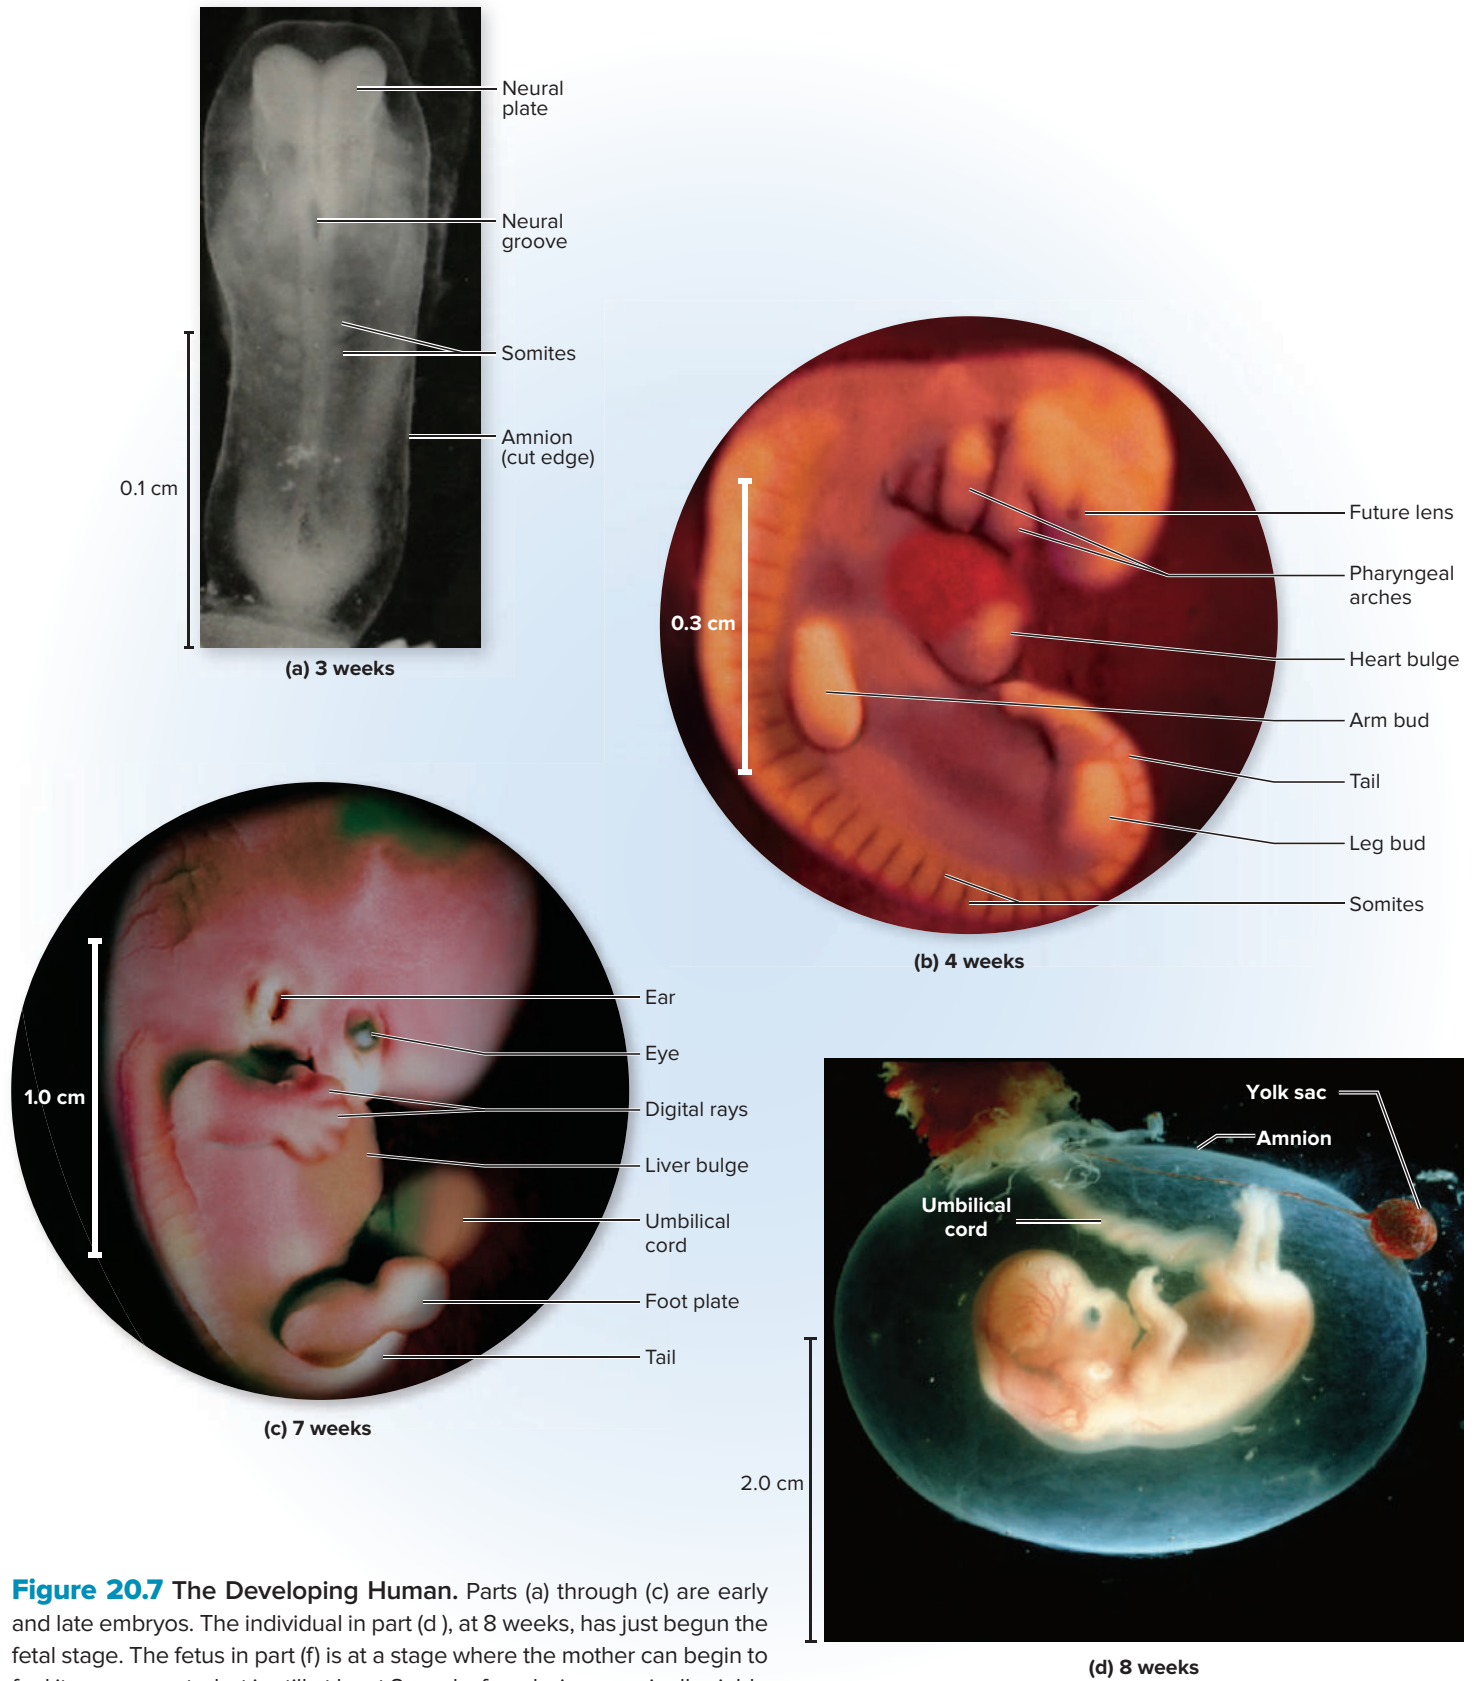 Neural
plate
Neural
groove
Somites
Amnion
(cut edge)
0.1 cm
(a) 3 weeks
0.3 cm
Future lens
Pharyngeal
arches
Heart bulge
Arm bud
Tail
Leg bud
Somites
(b) 4 weeks
1.0 cm
Ear
Eye
Digital rays
Liver bulge
Umbilical
cord
Foot plate
Tail
(c) 7 weeks
Yolk sac
Amnion
Umbilical
cord
2.0 cm
(d) 8 weeks
Figure 20.7 The Developing Human. Parts (a) through (c) are early
and late embryos. The individual in part (d ), at 8 weeks, has just begun the
fetal stage. The fetus in part (f) is at a stage where the mother can begin to